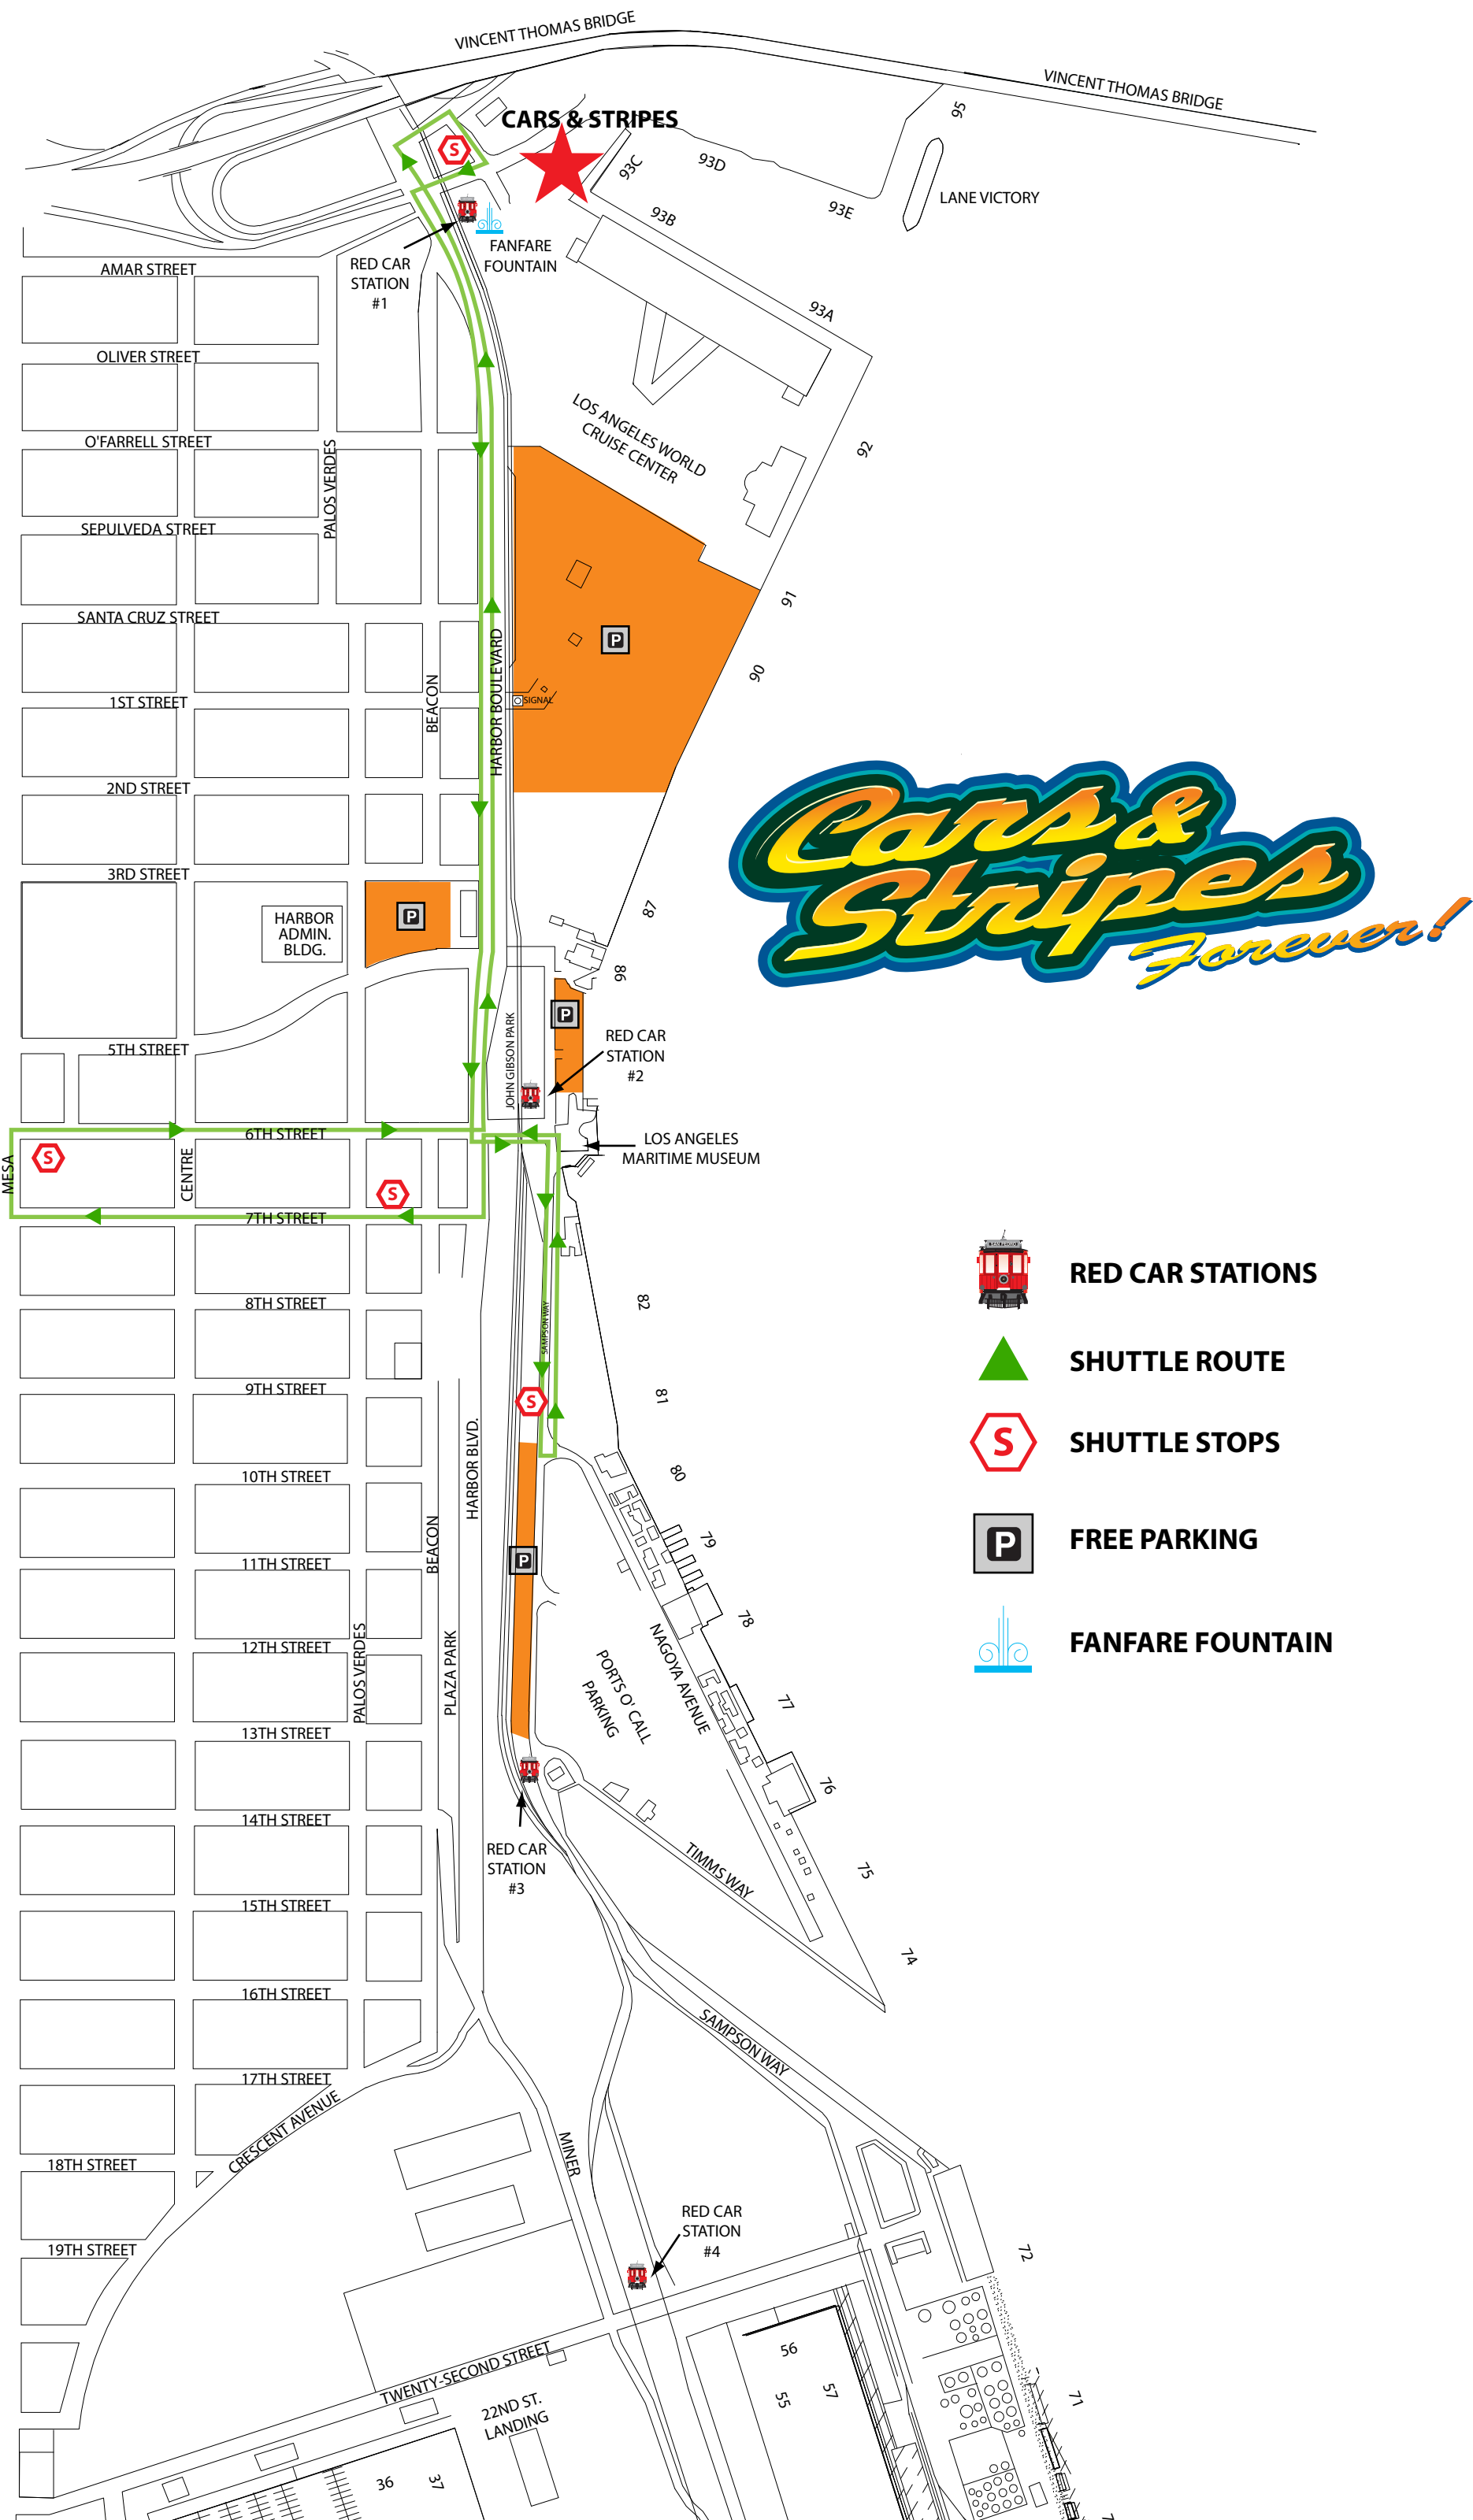 VINCENT THOMAS BRIDGE
VINCENT THOMAS BRIDGE
CARS & STRIPES
S
95
93C
93D
93E
93B
LANE VICTORY
FANFARE
FOUNTAIN
RED CAR
STATION
#1
AMAR STREET
93A
OLIVER STREET
LOS ANGELES WORLD
CRUISE CENTER
O'FARRELL STREET
PALOS VERDES
92
SEPULVEDA STREET
91
SANTA CRUZ STREET
P
90
BEACON
HARBOR BOULEVARD
SIGNAL
1ST STREET
2ND STREET
Cars &
Stripes
Forever!
3RD STREET
HARBOR
ADMIN.
BLDG.
P
87
86
P
JOHN GIBSON PARK
RED CAR
STATION
#2
5TH STREET
6TH STREET
LOS ANGELES
MARITIME MUSEUM
MESA
S
CENTRE
S
7TH STREET
SAN PEDRO
RED CAR STATIONS
8TH STREET
82
SAMPSON WAY
SHUTTLE ROUTE
9TH STREET
S
81
HARBOR BLVD.
S
SHUTTLE STOPS
10TH STREET
80
BEACON
P
79
P
FREE PARKING
11TH STREET
78
12TH STREET
PALOS VERDES
PLAZA PARK
PORTS O' CALL
PARKING
NAGOYA AVENUE
FANFARE FOUNTAIN
77
13TH STREET
76
14TH STREET
RED CAR
STATION
#3
TIMMS WAY
75
15TH STREET
74
16TH STREET
SAMPSON WAY
17TH STREET
CRESCENT AVENUE
MINER
18TH STREET
RED CAR
STATION
#4
19TH STREET
72
TWENTY-SECOND STREET
56
57
55
71
22ND ST.
LANDING
36
37